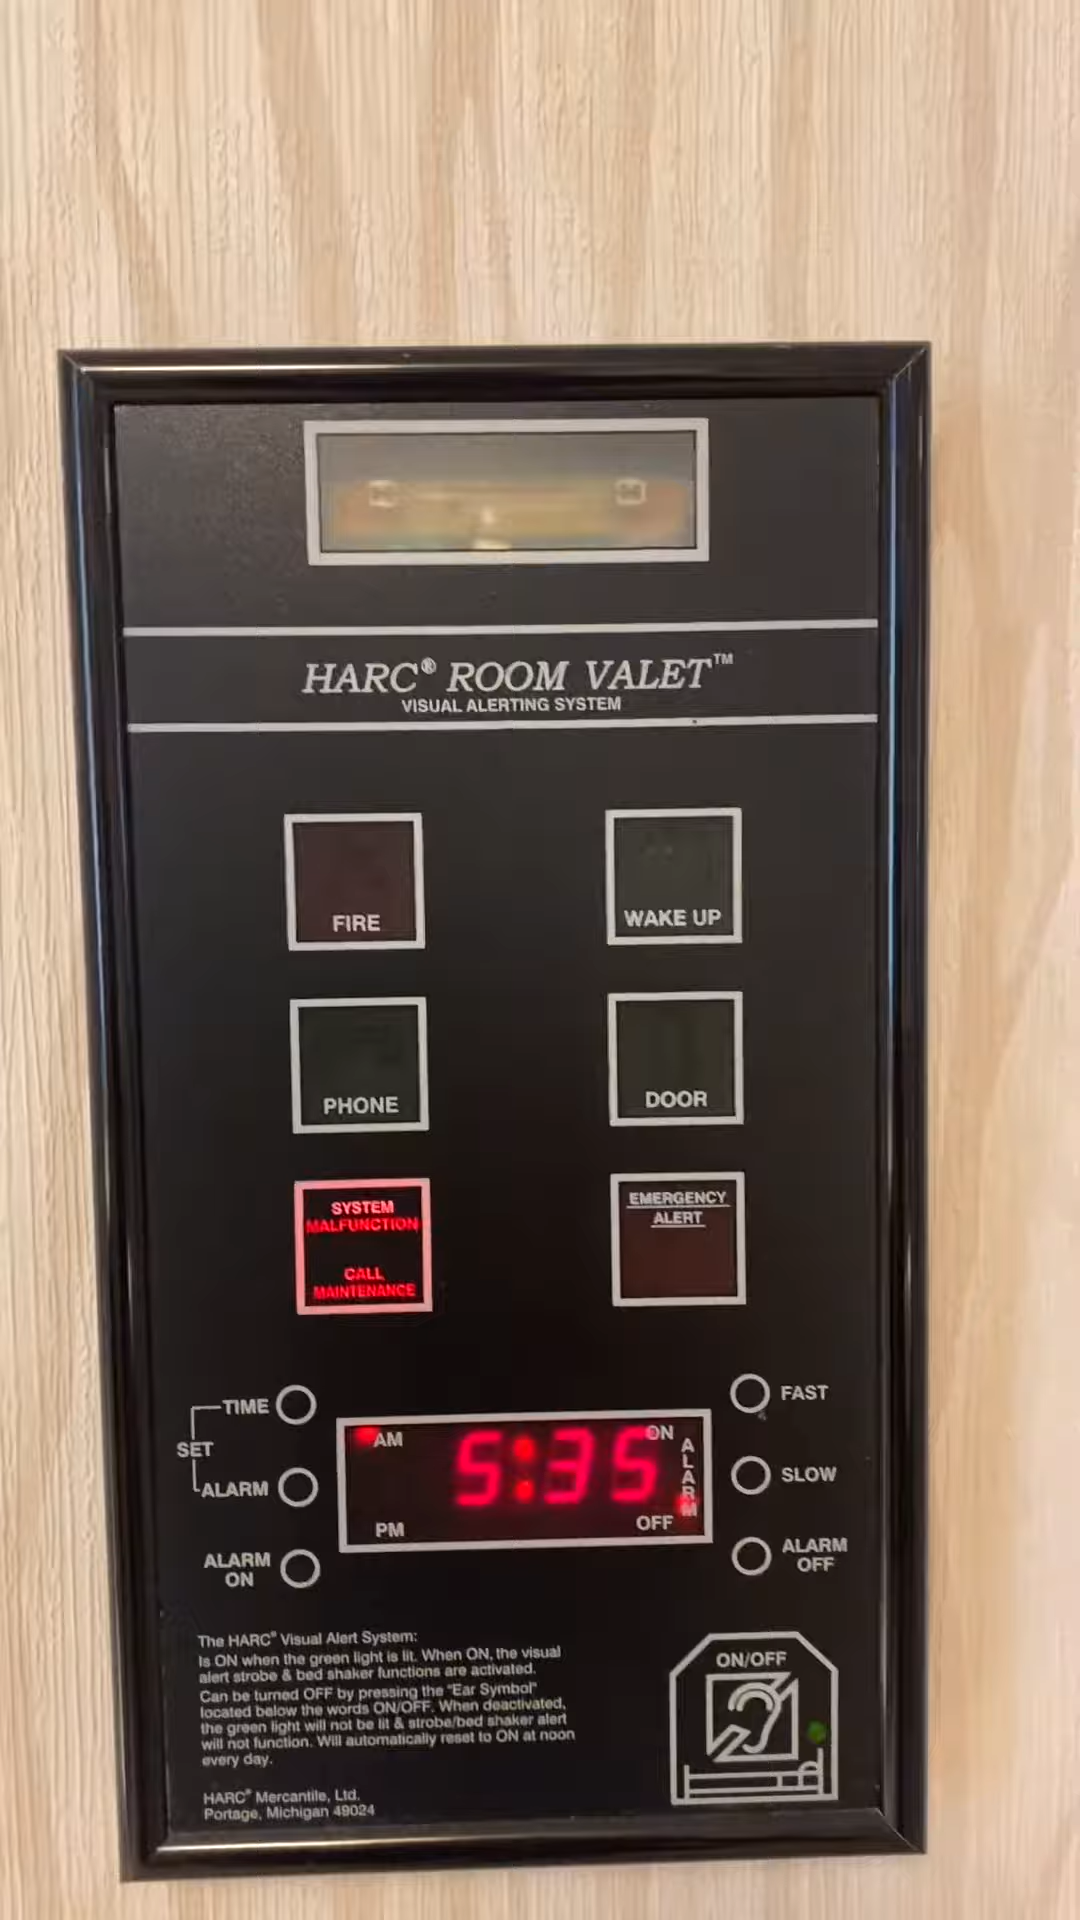 HARC® ROOM VALET™
VISUAL ALERTING SYSTEM
FIRE
WAKE UP
PHONE
DOOR
SYSTEM
MALFUNCTION
CALL
MAINTENANCE
EMERGENCY
ALERT
SET
TIME
ALARM
ALARM
ON
AM
PM
5:35
ON
ALARM
OFF
FAST
SLOW
ALARM
OFF
The HARC® Visual Alert System:
Is ON when the green light is lit. When ON, the visual
alert strobe & bed shaker functions are activated.
Can be turned OFF by pressing the "Ear Symbol"
located below the words ON/OFF. When deactivated,
the green light will not be lit & strobe/bed shaker alert
will not function. Will automatically reset to ON at noon
every day.
HARC® Mercantile, Ltd.
Portage, Michigan 49024
ON/OFF